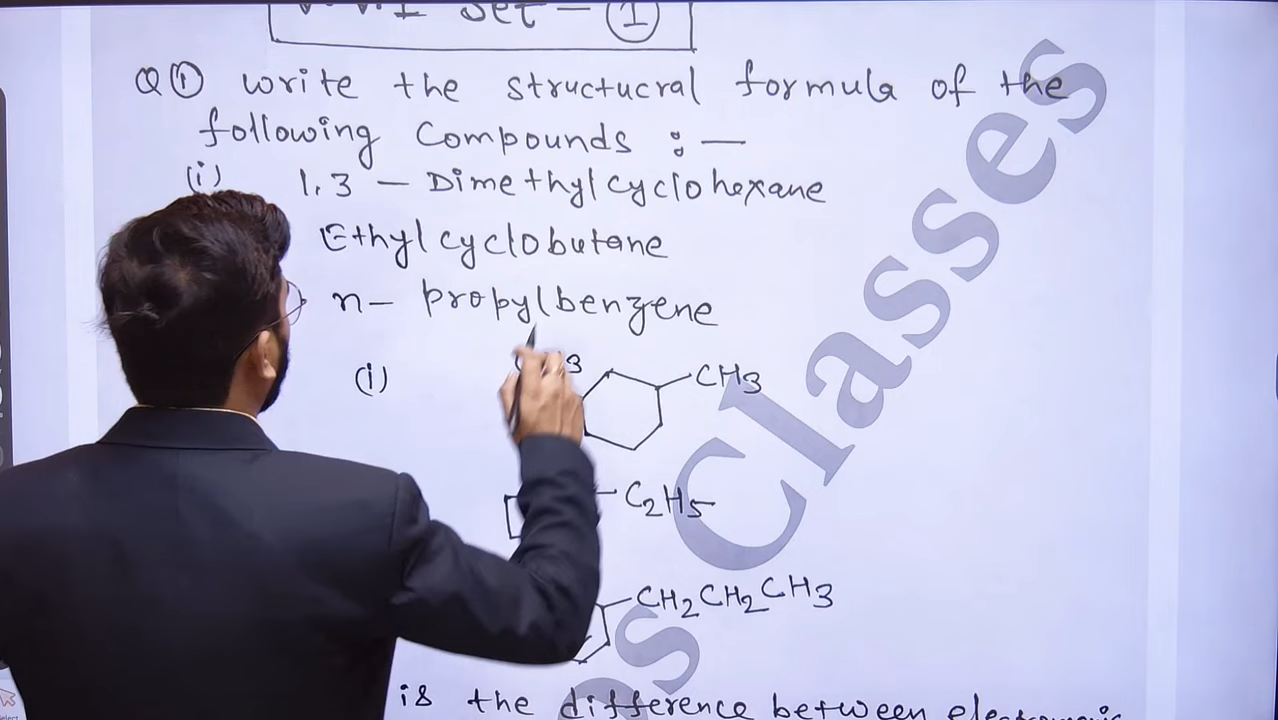 Set - ①
Q① Write the structucral formula of the
following Compounds :—
(i) 1,3 - Dimethylcyclohexane
Ethylcyclobutane
n- propylbenzene
(i) 3 CH3
C2H5
CH2CH2CH3
is the difference between
Classes